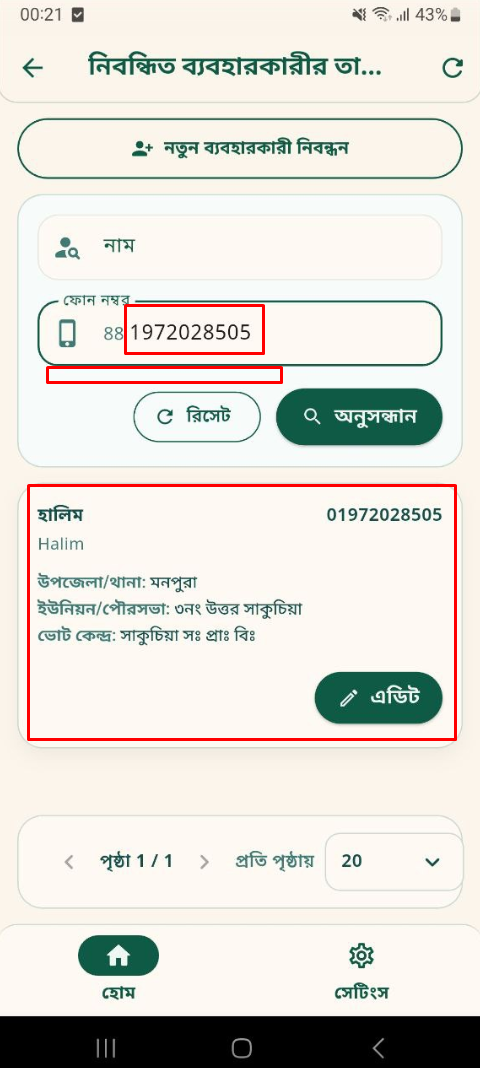 00:21 43%
নিবন্ধিত ব্যবহারকারীর তা...
নতুন ব্যবহারকারী নিবন্ধন
নাম
ফোন নম্বর
88 1972028505
রিসেট
অনুসন্ধান
হালিম 01972028505
Halim
উপজেলা/থানা: মনপুরা
ইউনিয়ন/পৌরসভা: ৩নং উত্তর সাকুচিয়া
ভোট কেন্দ্র: সাকুচিয়া সঃ প্রাঃ বিঃ
এডিট
পৃষ্ঠা 1 / 1 প্রতি পৃষ্ঠায় 20
হোম সেটিংস